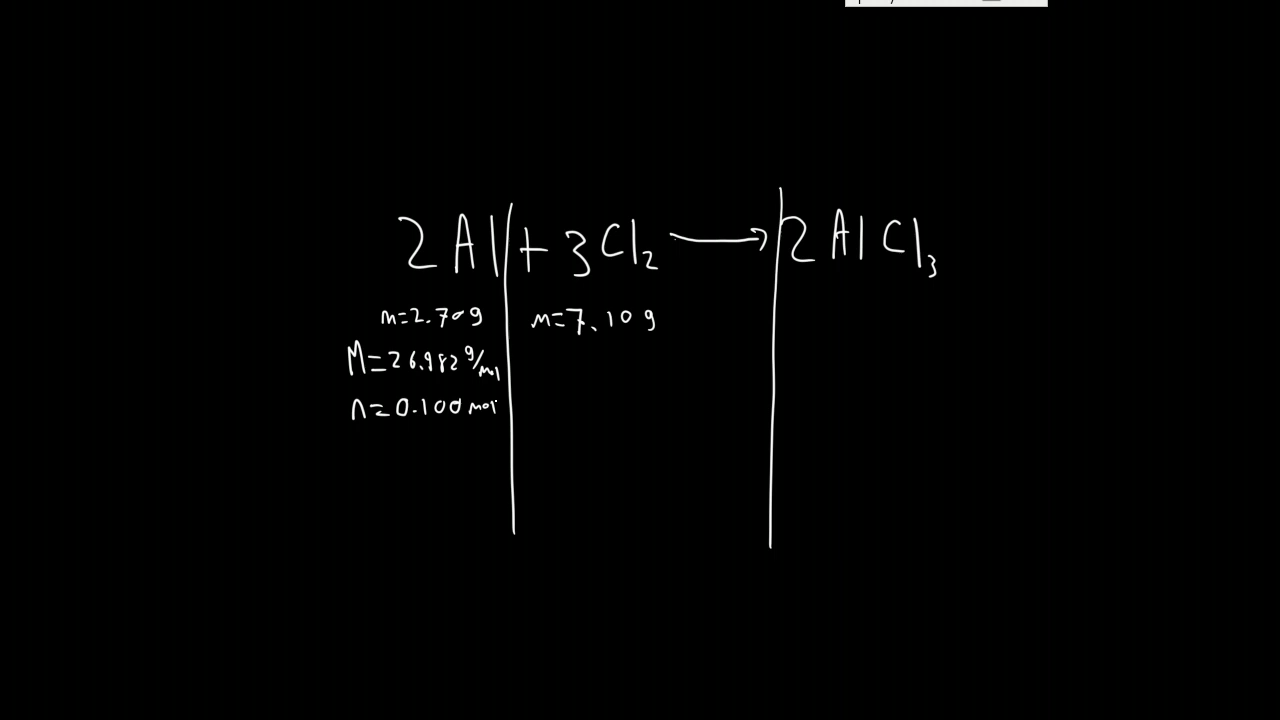 2Al + 3Cl₂ → 2AlCl₃
m=2.70g
m=7.10g
M=26.982g/mol
n=0.100mol